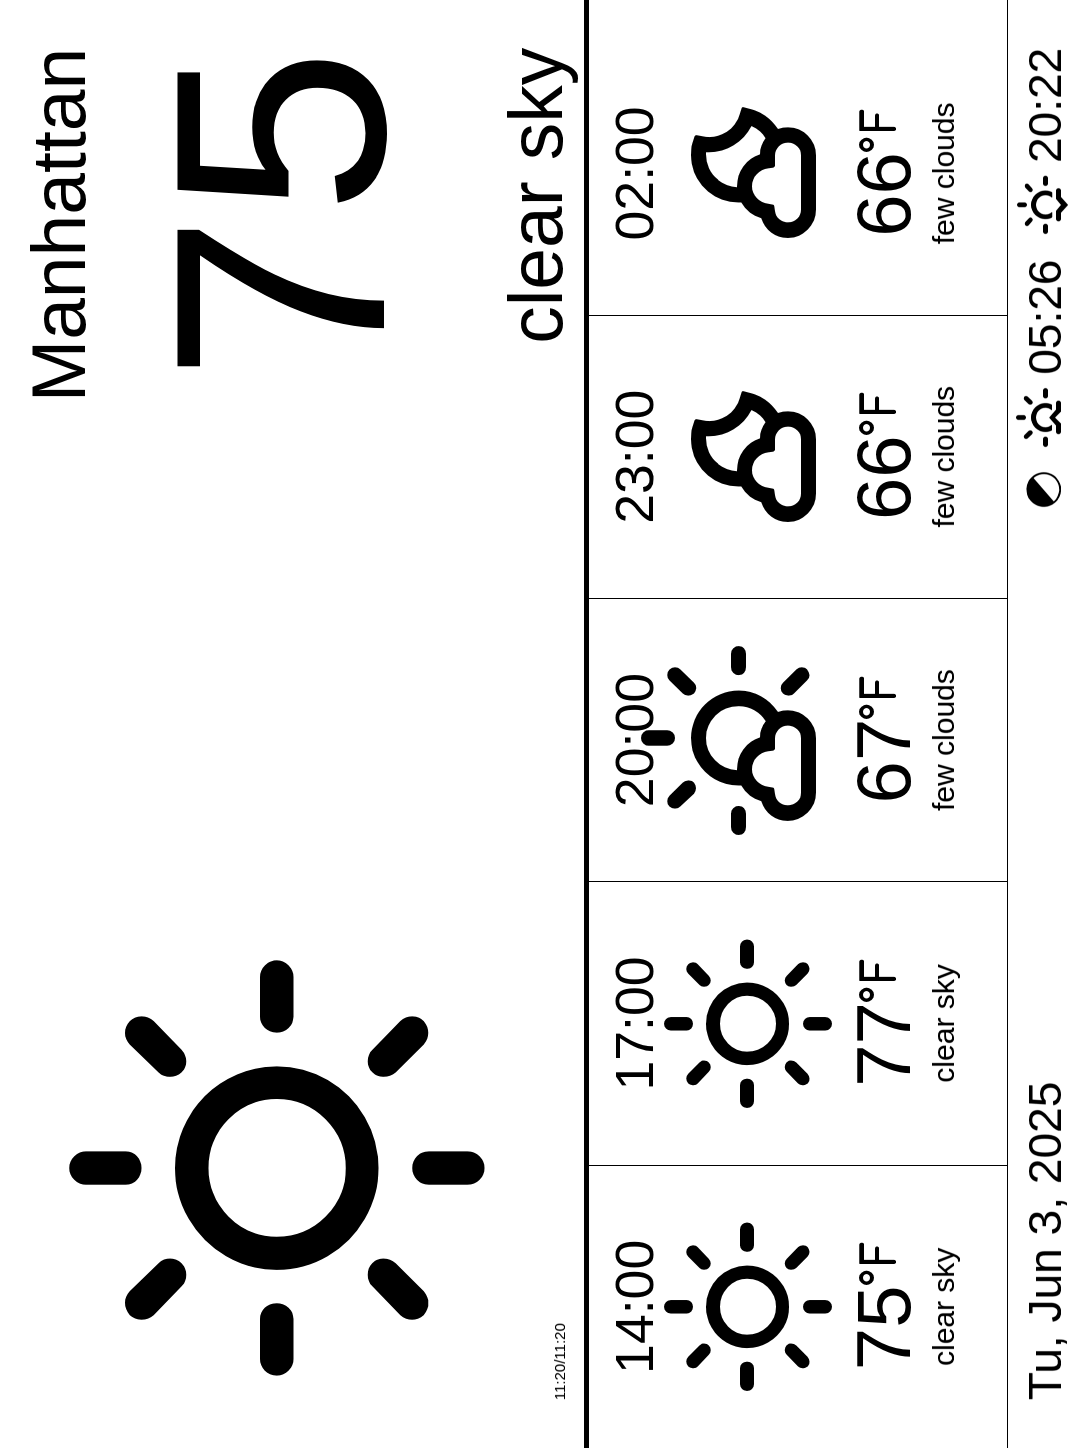 Manhattan
75
clear sky
11:20/11:20
14:00 17:00 20:00 23:00 02:00
75°F 77°F 67°F 66°F 66°F
clear sky clear sky few clouds few clouds few clouds
Tu, Jun 3, 2025 05:26 20:22